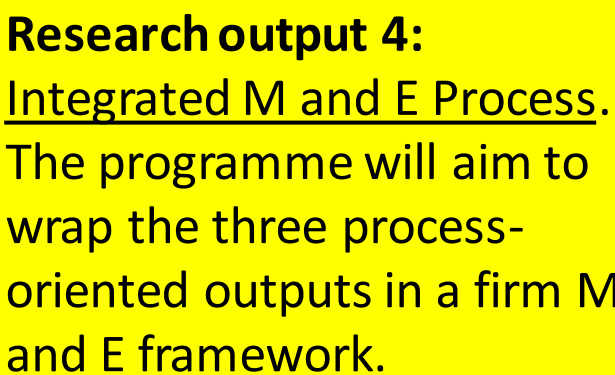 Research output 4:
Integrated M and E Process.
The programme will aim to
wrap the three process-
oriented outputs in a firm M
and E framework.